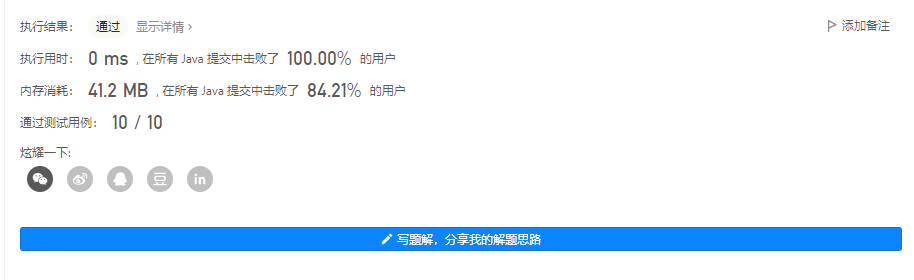 执行结果： 通过 显示详情 › 添加备注
执行用时： 0 ms , 在所有 Java 提交中击败了 100.00% 的用户
内存消耗： 41.2 MB , 在所有 Java 提交中击败了 84.21% 的用户
通过测试用例： 10 / 10
炫耀一下:
豆 in
写题解，分享我的解题思路